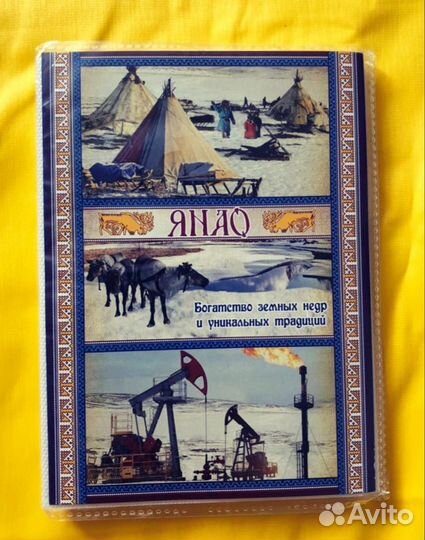 ЯНАО
Богатство земных недр
и уникальных традиций
Avito